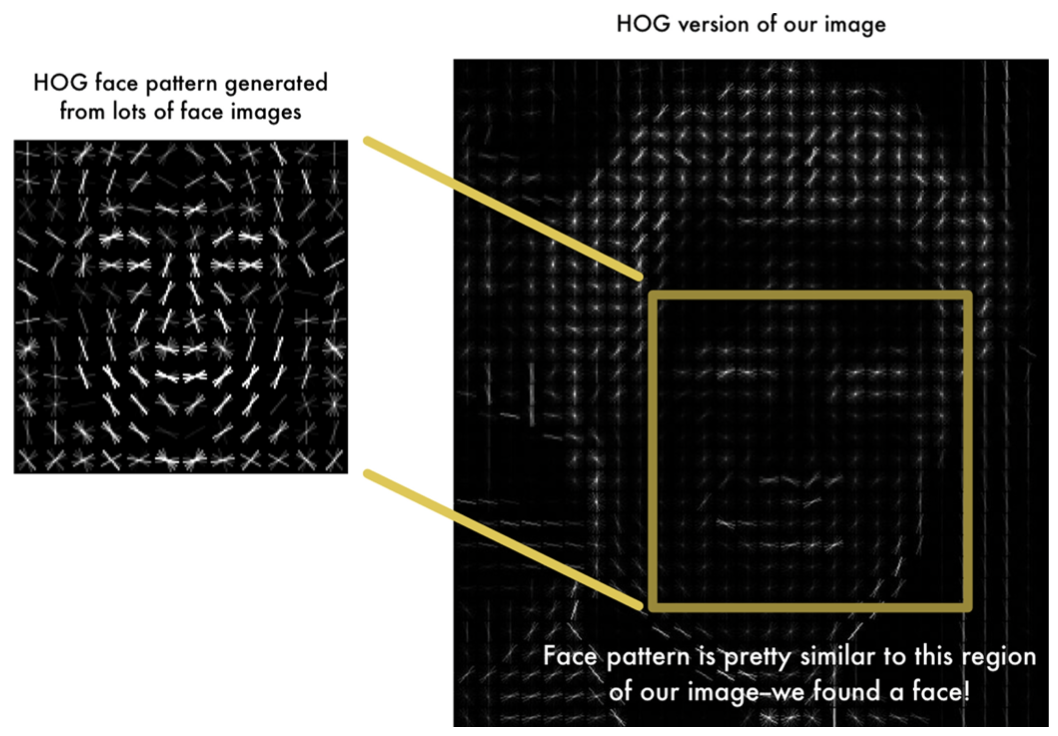 HOG version of our image
HOG face pattern generated
from lots of face images
Face pattern is pretty similar to this region
of our image–we found a face!